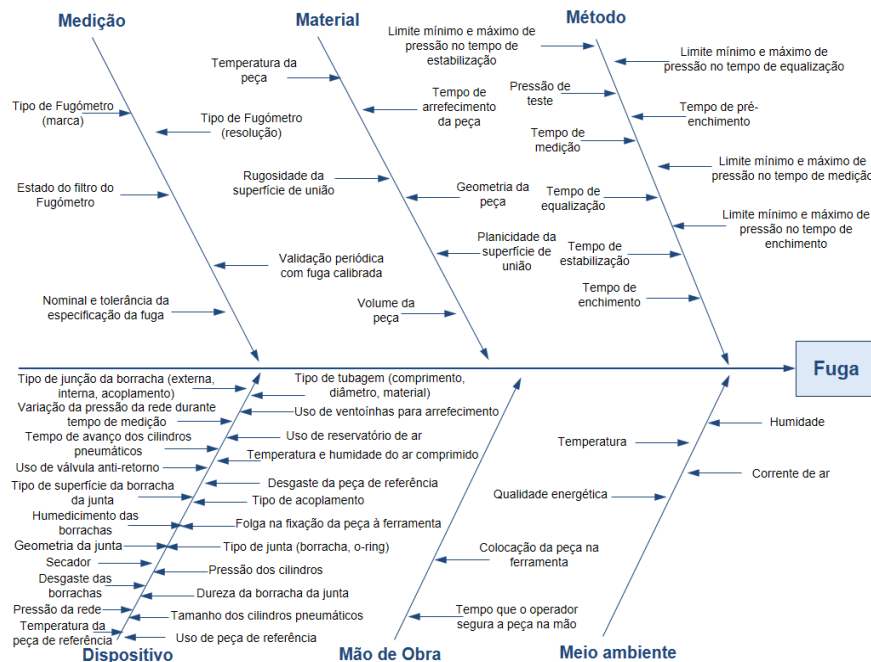 Medição
Material
Método
Tipo de Fugómetro
(marca)
Tipo de Fugómetro
(resolução)
Estado do filtro do
Fugómetro
Validação periódica
com fuga calibrada
Nominal e tolerância da
especificação da fuga
Temperatura da
peça
Tempo de
arrefecimento
da peça
Rugosidade da
superfície de união
Geometria da
peça
Planicidade da
superfície de
união
Volume da
peça
Limite mínimo e máximo de
pressão no tempo de
estabilização
Limite mínimo e máximo de
pressão no tempo de equalização
Pressão de
teste
Tempo de pré-
enchimento
Tempo de
medição
Limite mínimo e máximo de
pressão no tempo de medição
Tempo de
equalização
Limite mínimo e máximo de
pressão no tempo de
enchimento
Tempo de
estabilização
Tempo de
enchimento
Fuga
Tipo de junção da borracha (externa,
interna, acoplamento)
Tipo de tubagem (comprimento,
diâmetro, material)
Variação da pressão da rede durante
tempo de medição
Uso de ventoínhas para arrefecimento
Tempo de avanço dos cilindros
pneumáticos
Uso de reservatório de ar
Uso de válvula anti-retorno
Temperatura e humidade do ar comprimido
Tipo de superfície da borracha
da junta
Desgaste da peça de referência
Tipo de acoplamento
Humedicimento das
borrachas
Folga na fixação da peça à ferramenta
Geometria da junta
Tipo de junta (borracha, o-ring)
Secador
Pressão dos cilindros
Desgaste das
borrachas
Dureza da borracha da junta
Pressão da rede
Tamanho dos cilindros pneumáticos
Temperatura da
peça de referência
Uso de peça de referência
Colocação da peça na
ferramenta
Tempo que o operador
segura a peça na mão
Humidade
Temperatura
Corrente de ar
Qualidade energética
Dispositivo
Mão de Obra
Meio ambiente